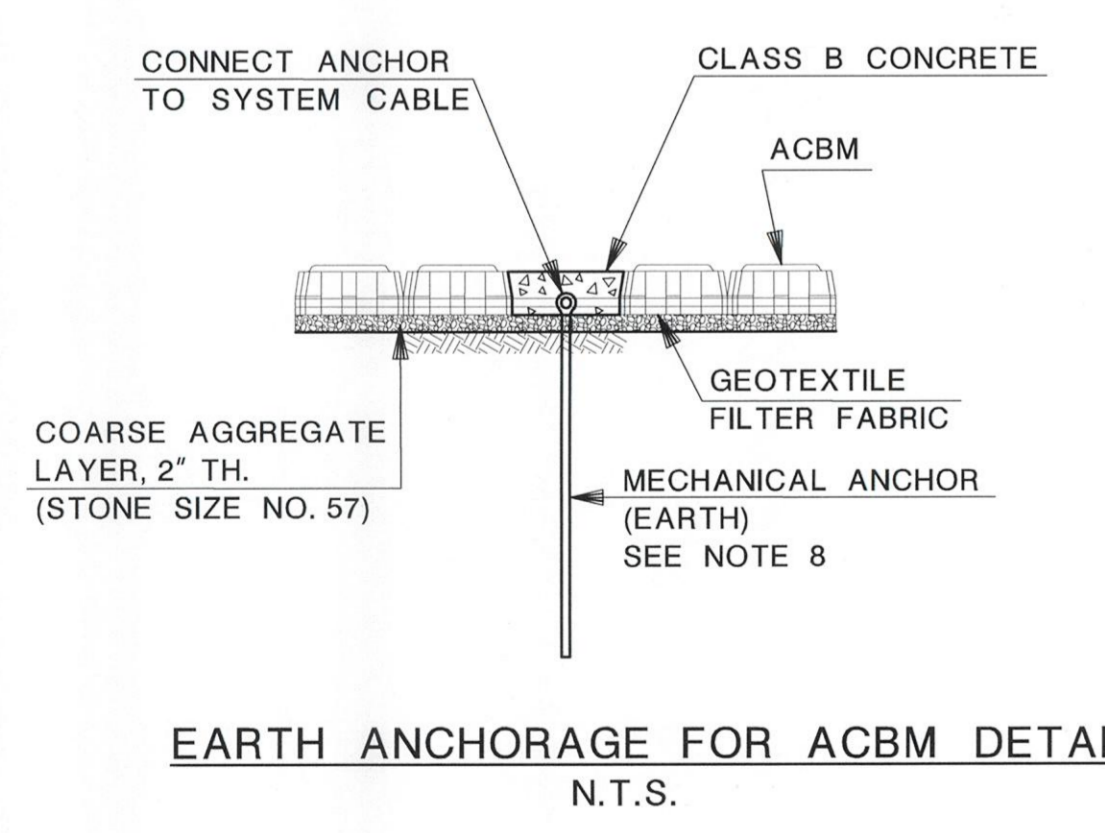 CONNECT ANCHOR
TO SYSTEM CABLE
CLASS B CONCRETE
ACBM
GEOTEXTILE
FILTER FABRIC
COARSE AGGREGATE
LAYER, 2" TH.
(STONE SIZE NO. 57)
MECHANICAL ANCHOR
(EARTH)
SEE NOTE 8
EARTH ANCHORAGE FOR ACBM DETAI
N.T.S.